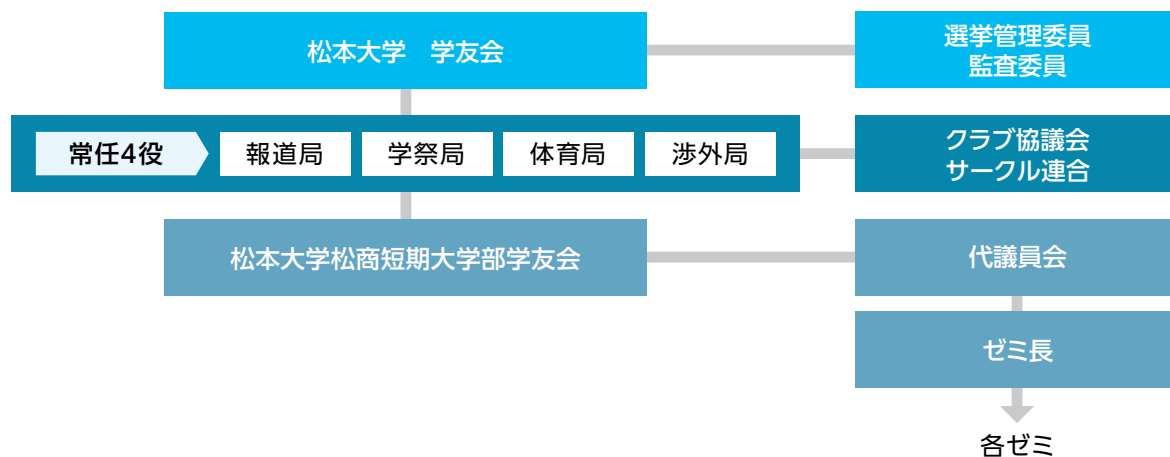 松本大学　学友会
選挙管理委員
監査委員
常任4役
報道局
学祭局
体育局
渉外局
クラブ協議会
サークル連合
松本大学松商短期大学部学友会
代議員会
ゼミ長
各ゼミ